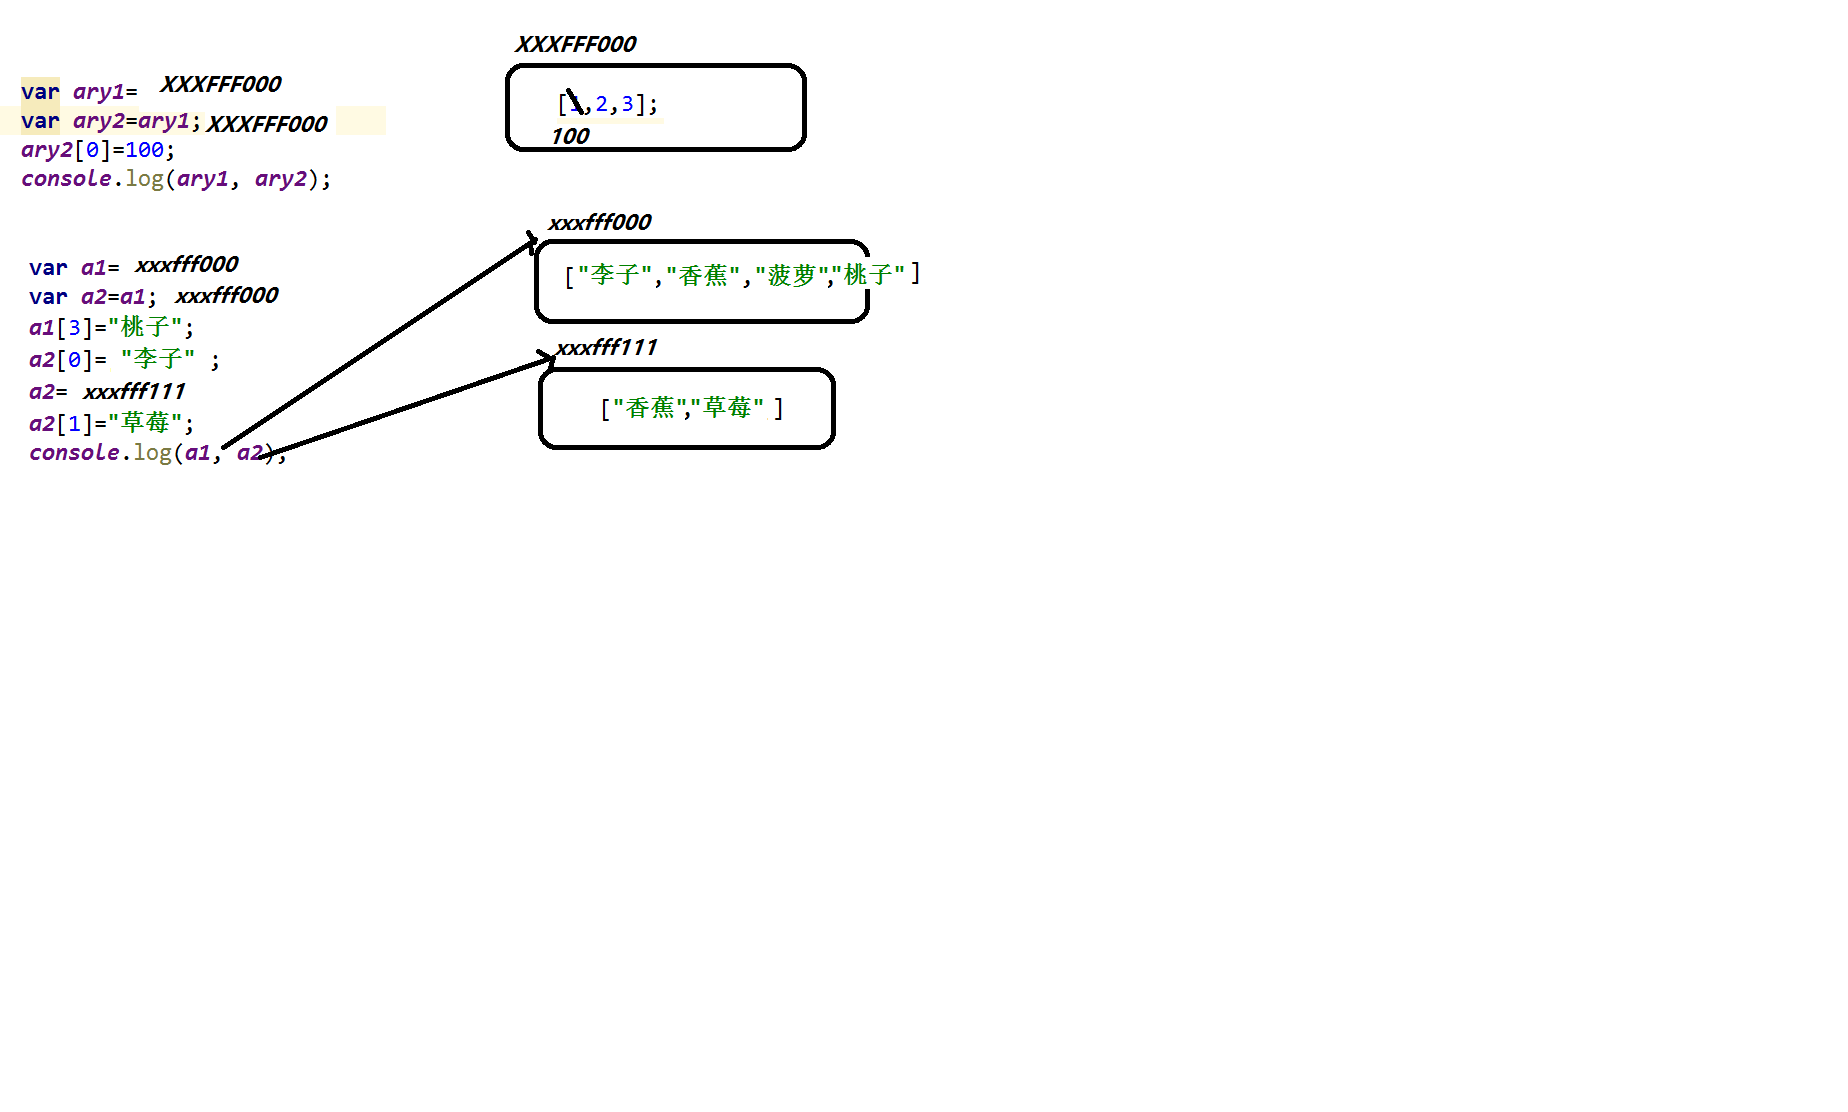 XXXFFF000
var ary1= XXXFFF000
[1,2,3];
var ary2=ary1; XXXFFF000
100
ary2[0]=100;
console.log(ary1, ary2);
xxxfff000
var a1= xxxfff000
["李子","香蕉","菠萝","桃子"]
var a2=a1; xxxfff000
a1[3]="桃子";
xxxfff111
a2[0]= "李子" ;
a2= xxxfff111
["香蕉","草莓" ]
a2[1]="草莓";
console.log(a1, a2);